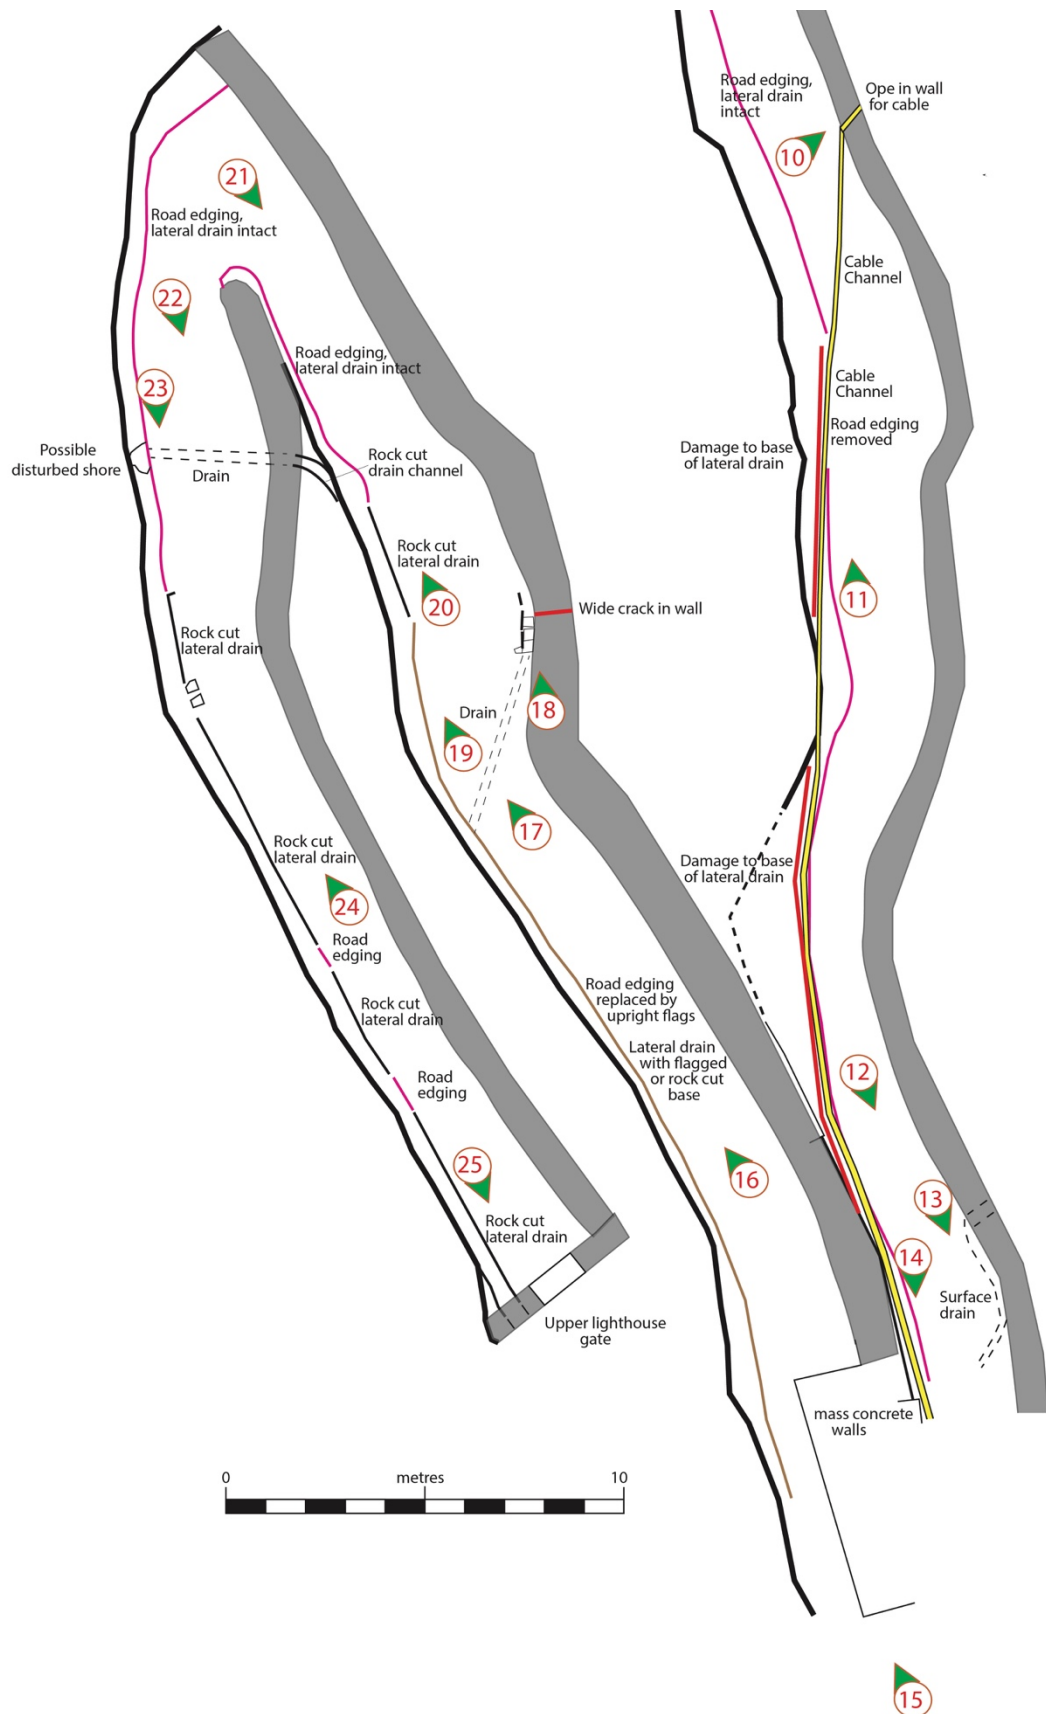 Road edging,
lateral drain
intact
Ope in wall
for cable
10
21
Road edging,
lateral drain intact
Cable
Channel
22
Road edging,
lateral drain intact
23
Cable
Channel
Road edging
removed
Possible
disturbed shore
Drain
Rock cut
drain channel
Damage to base
of lateral drain
Rock cut
lateral drain
20
11
Wide crack in wall
Rock cut
lateral drain
Drain
18
19
17
Rock cut
lateral drain
Damage to base
of lateral drain
24
Road
edging
Rock cut
lateral drain
Road edging
replaced by
upright flags
Lateral drain
with flagged
or rock cut
base
Road
edging
12
25
16
13
Rock cut
lateral drain
14
Surface
drain
Upper lighthouse
gate
mass concrete
walls
0
metres
10
15